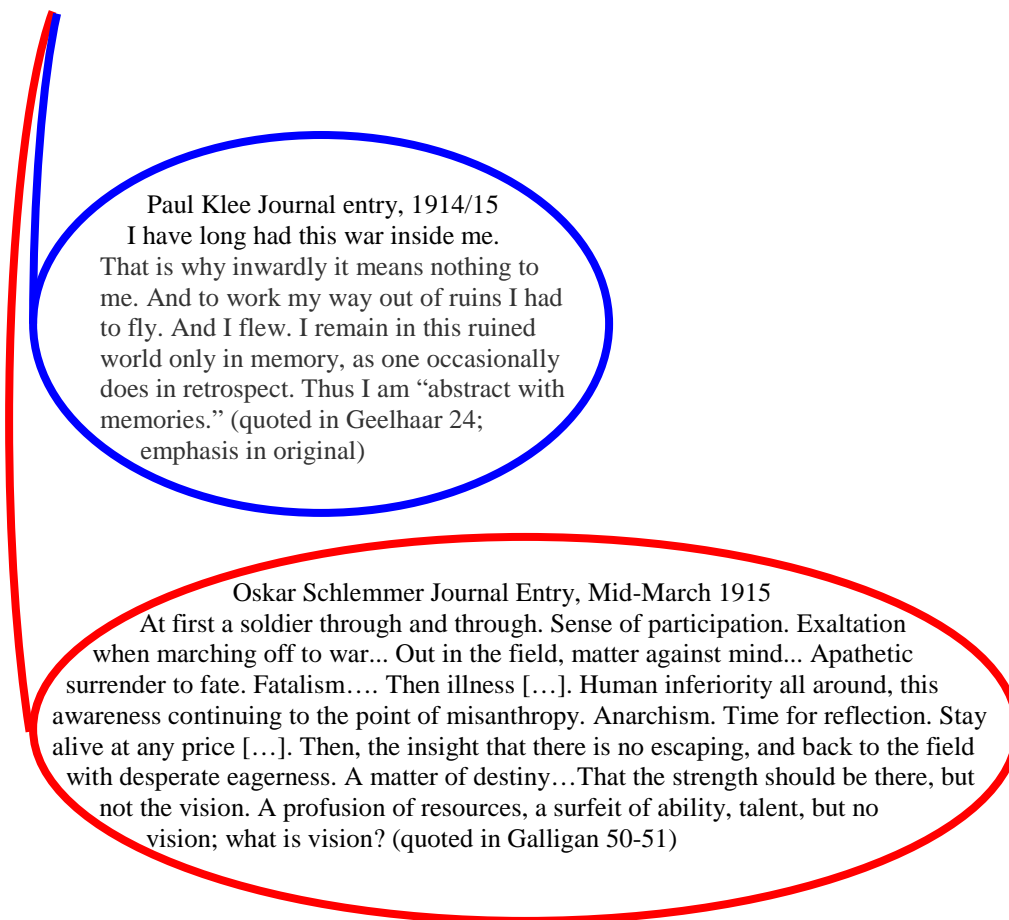 Paul Klee Journal entry, 1914/15
I have long had this war inside me.
That is why inwardly it means nothing to
me. And to work my way out of ruins I had
to fly. And I flew. I remain in this ruined
world only in memory, as one occasionally
does in retrospect. Thus I am “abstract with
memories.” (quoted in Geelhaar 24;
emphasis in original)
Oskar Schlemmer Journal Entry, Mid-March 1915
At first a soldier through and through. Sense of participation. Exaltation
when marching off to war... Out in the field, matter against mind... Apathetic
surrender to fate. Fatalism…. Then illness […]. Human inferiority all around, this
awareness continuing to the point of misanthropy. Anarchism. Time for reflection. Stay
alive at any price […]. Then, the insight that there is no escaping, and back to the field
with desperate eagerness. A matter of destiny…That the strength should be there, but
not the vision. A profusion of resources, a surfeit of ability, talent, but no
vision; what is vision? (quoted in Galligan 50-51)